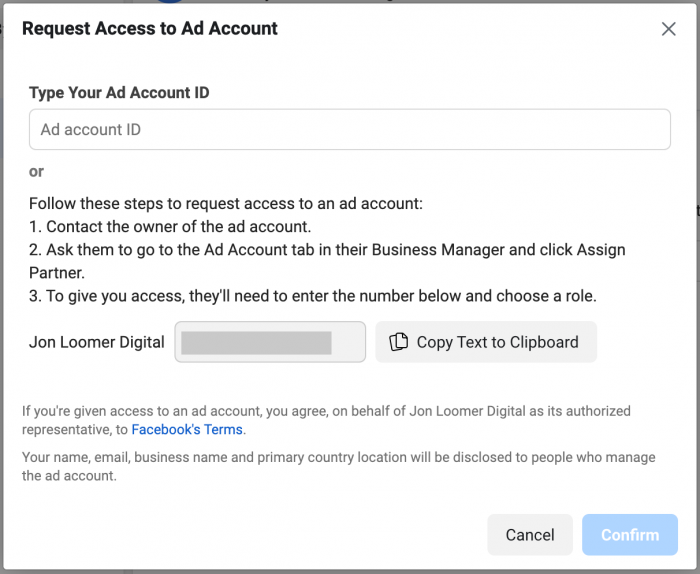 Request Access to Ad Account
Type Your Ad Account ID
Ad account ID
or
Follow these steps to request access to an ad account:
1. Contact the owner of the ad account.
2. Ask them to go to the Ad Account tab in their Business Manager and click Assign
Partner.
3. To give you access, they'll need to enter the number below and choose a role.
Jon Loomer Digital
Copy Text to Clipboard
If you're given access to an ad account, you agree, on behalf of Jon Loomer Digital as its authorized
representative, to Facebook's Terms.
Your name, email, business name and primary country location will be disclosed to people who manage
the ad account.
Cancel
Confirm